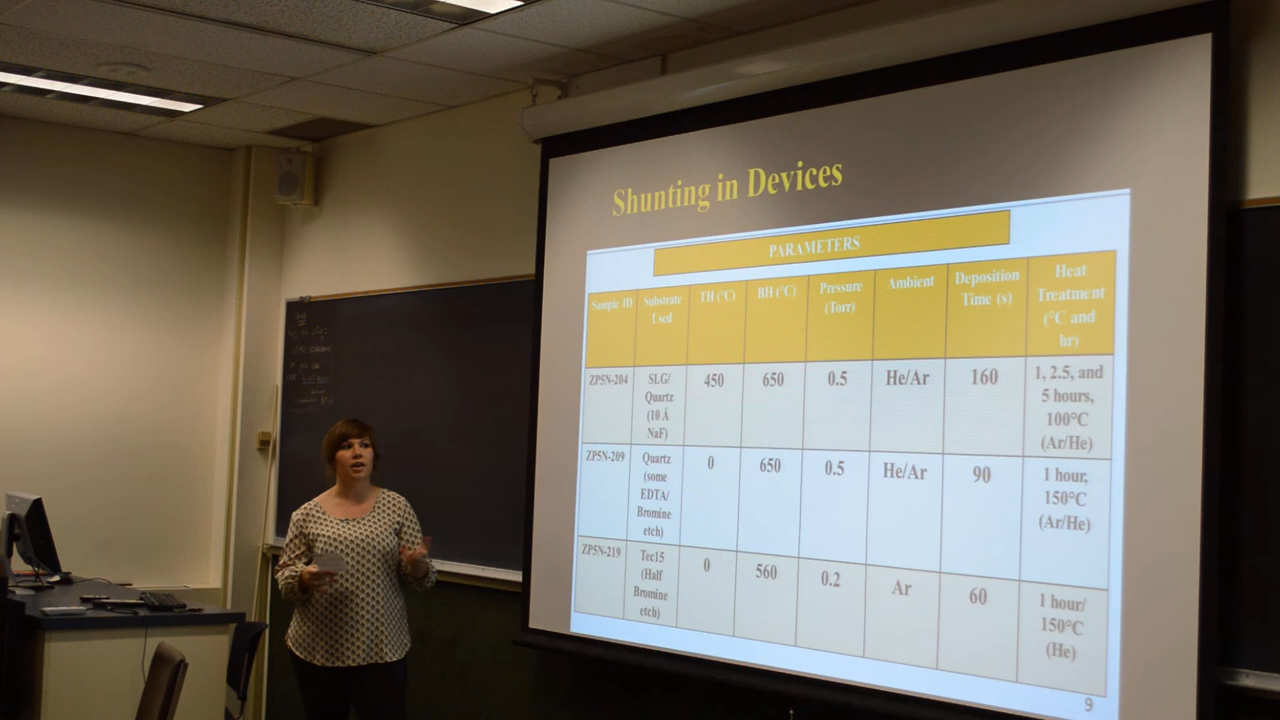 Shunting in Devices
PARAMETERS
Sample ID
Substrate
Used
TH (°C)
BH (°C)
Pressure
(Torr)
Ambient
Deposition
Time (s)
Heat
Treatment
(°C and
hr)
ZP5N-204
SLG/
Quartz
(10 Å
NaF)
450
650
0.5
He/Ar
160
1, 2.5, and
5 hours,
100°C
(Ar/He)
ZP5N-209
Quartz
(some
EDTA/
Bromine
etch)
0
650
0.5
He/Ar
90
1 hour,
150°C
(Ar/He)
ZP5N-219
Tec15
(Half
Bromine
etch)
0
560
0.2
Ar
60
1 hour/
150°C
(He)
9